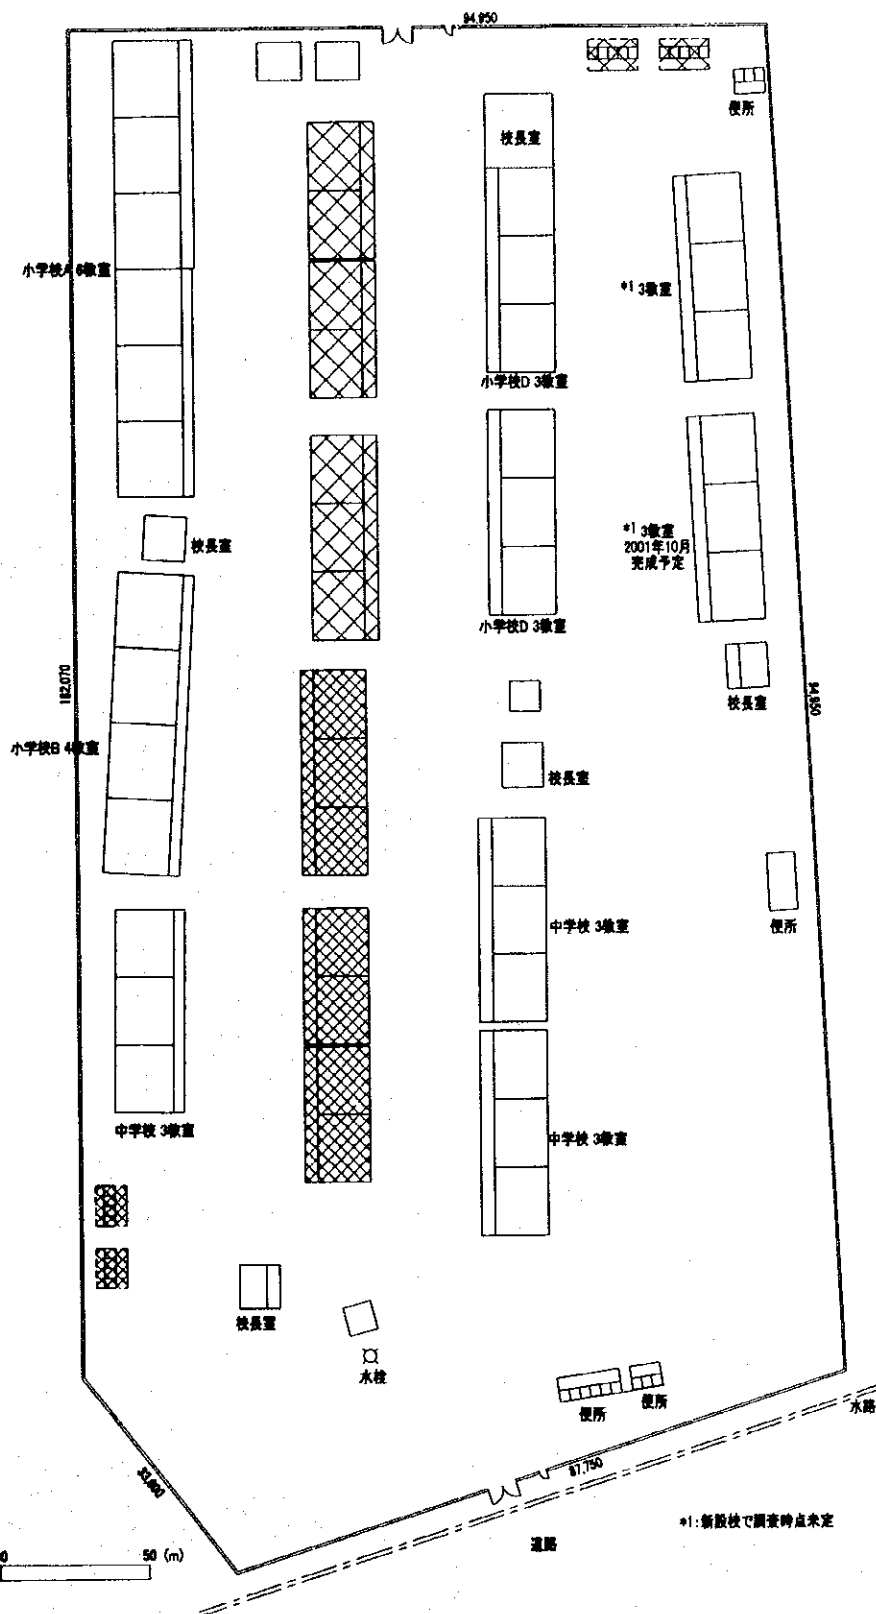 94,950
便所
校長室
小学校A 6教室
*1 3教室
小学校D 3教室
校長室
*1 3教室
2001年10月
完成予定
小学校D 3教室
182,070
94,950
校長室
小学校B 4教室
校長室
便所
中学校 3教室
中学校 3教室
中学校 3教室
校長室
水栓
便所
便所
水路
33,600
87,750
*1:新設校で調査時点未定
道路
0
50 (m)